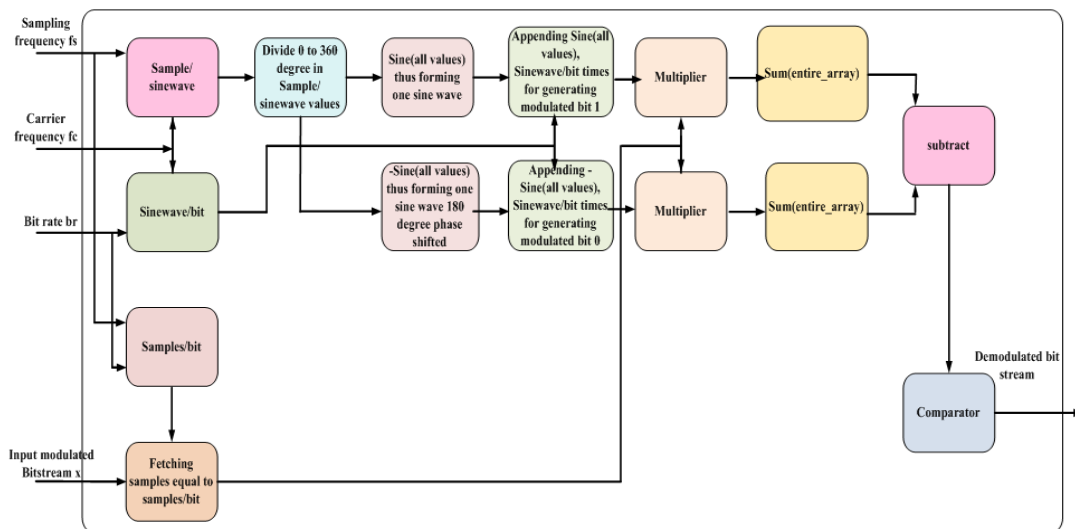 Sampling
frequency fs
Carrier
frequency fc
Bit rate br
Input modulated
Bitstream x
Sample/
sinewave
Divide 0 to 360
degree in
Sample/
sinewave values
Sine(all values)
thus forming
one sine wave
Appending Sine(all
values),
Sinewave/bit times
for generating
modulated bit 1
Multiplier
Sum(entire_array)
subtract
Sinewave/bit
-Sine(all values)
thus forming one
sine wave 180
degree phase
shifted
Appending -
Sine(all values),
Sinewave/bit times
for generating
modulated bit 0
Multiplier
Sum(entire_array)
Samples/bit
Fetching
samples equal to
samples/bit
Comparator
Demodulated bit
stream